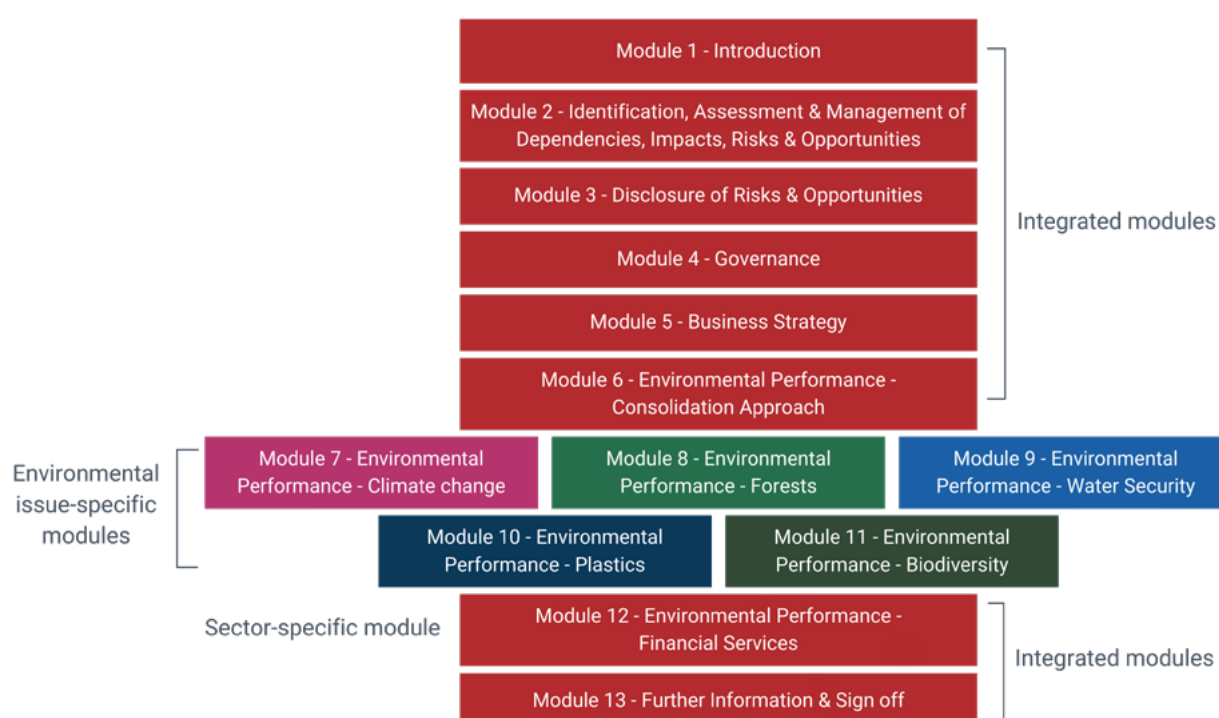 Module 1 - Introduction
Module 2 - Identification, Assessment & Management of
Dependencies, Impacts, Risks & Opportunities
Module 3 - Disclosure of Risks & Opportunities
Integrated modules
Module 4 - Governance
Module 5 - Business Strategy
Module 6 - Environmental Performance -
Consolidation Approach
Environmental
issue-specific
modules
Module 7 - Environmental
Performance - Climate change
Module 8 - Environmental
Performance - Forests
Module 9 - Environmental
Performance - Water Security
Module 10 - Environmental
Performance - Plastics
Module 11 - Environmental
Performance - Biodiversity
Sector-specific module
Module 12 - Environmental Performance -
Financial Services
Integrated modules
Module 13 - Further Information & Sign off